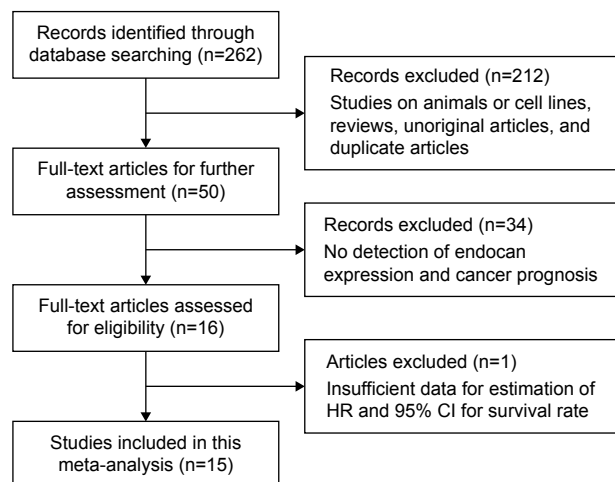 Records identified through
database searching (n=262)
Records excluded (n=212)
Studies on animals or cell lines,
reviews, unoriginal articles, and
duplicate articles
Full-text articles for further
assessment (n=50)
Records excluded (n=34)
No detection of endocan
expression and cancer prognosis
Full-text articles assessed
for eligibility (n=16)
Articles excluded (n=1)
Insufficient data for estimation of
HR and 95% CI for survival rate
Studies included in this
meta-analysis (n=15)